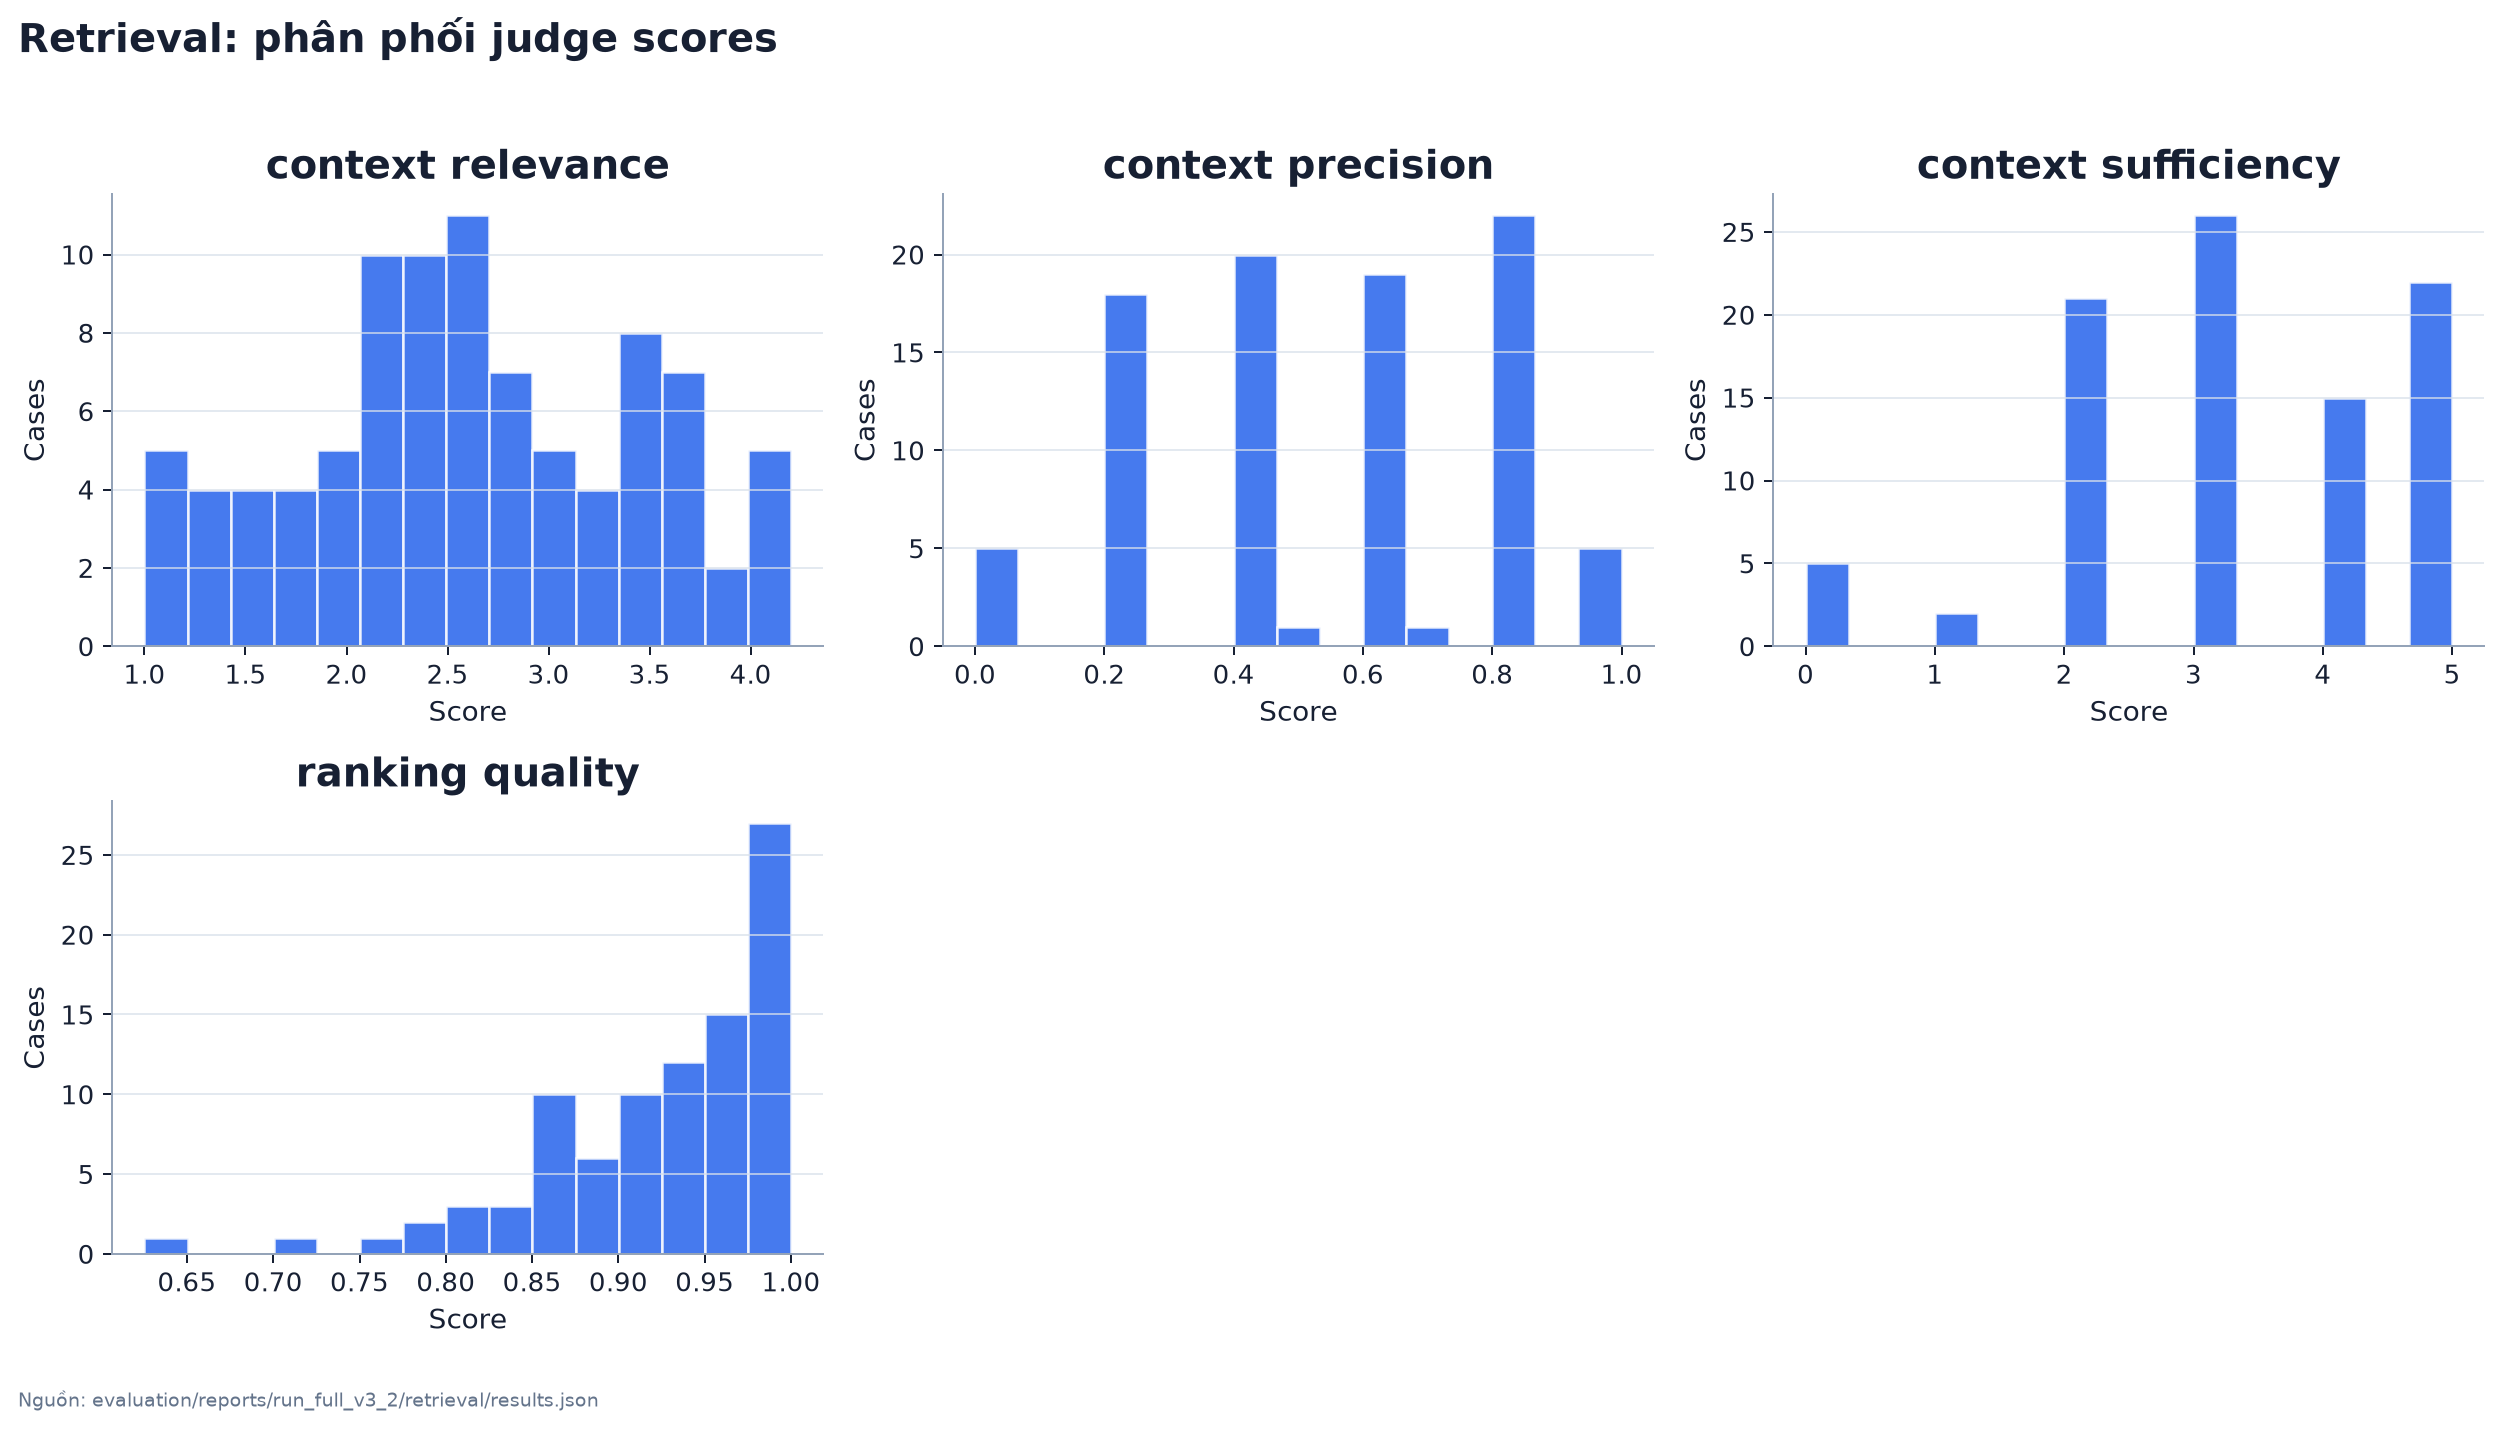 Retrieval: phân phối judge scores
context relevance
Cases
10
8
6
4
2
0
1.0 1.5 2.0 2.5 3.0 3.5 4.0
Score
context precision
Cases
20
15
10
5
0
0.0 0.2 0.4 0.6 0.8 1.0
Score
context sufficiency
Cases
25
20
15
10
5
0
0 1 2 3 4 5
Score
ranking quality
Cases
25
20
15
10
5
0
0.65 0.70 0.75 0.80 0.85 0.90 0.95 1.00
Score
Nguồn: evaluation/reports/run_full_v3_2/retrieval/results.json